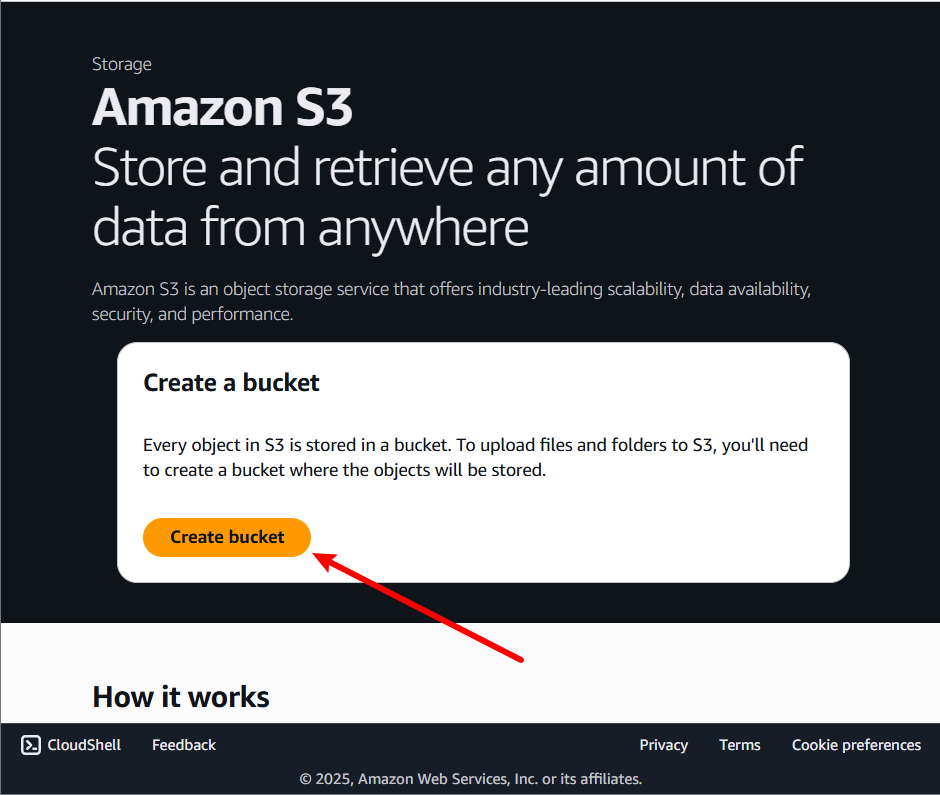 Storage
Amazon S3
Store and retrieve any amount of
data from anywhere
Amazon S3 is an object storage service that offers industry-leading scalability, data availability,
security, and performance.
Create a bucket
Every object in S3 is stored in a bucket. To upload files and folders to S3, you'll need
to create a bucket where the objects will be stored.
Create bucket
How it works
CloudShell Feedback Privacy Terms Cookie preferences
© 2025, Amazon Web Services, Inc. or its affiliates.